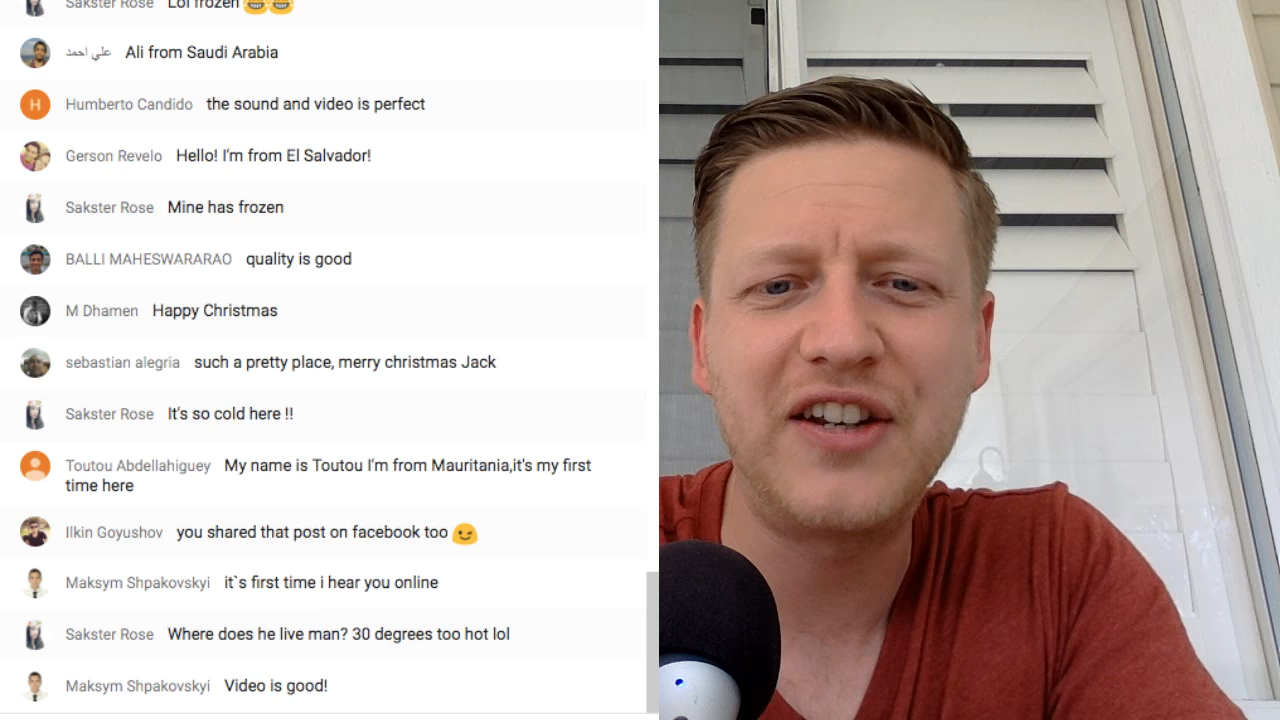 Sakster Rose Lol frozen
علي احمد Ali from Saudi Arabia
H Humberto Candido the sound and video is perfect
Gerson Revelo Hello! I'm from El Salvador!
Sakster Rose Mine has frozen
BALLI MAHESWARARAO quality is good
M Dhamen Happy Christmas
sebastian alegria such a pretty place, merry christmas Jack
Sakster Rose It's so cold here !!
Toutou Abdellahiguey My name is Toutou I'm from Mauritania,it's my first
time here
Ilkin Goyushov you shared that post on facebook too 😉
Maksym Shpakovskyi it`s first time i hear you online
Sakster Rose Where does he live man? 30 degrees too hot lol
Maksym Shpakovskyi Video is good!